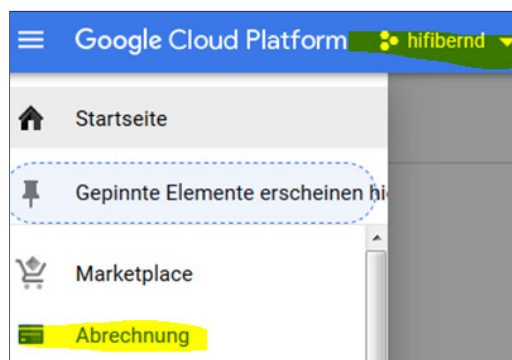 Google Cloud Platform hifibernd
Startseite
Gepinnte Elemente erscheinen hi
Marketplace
Abrechnung